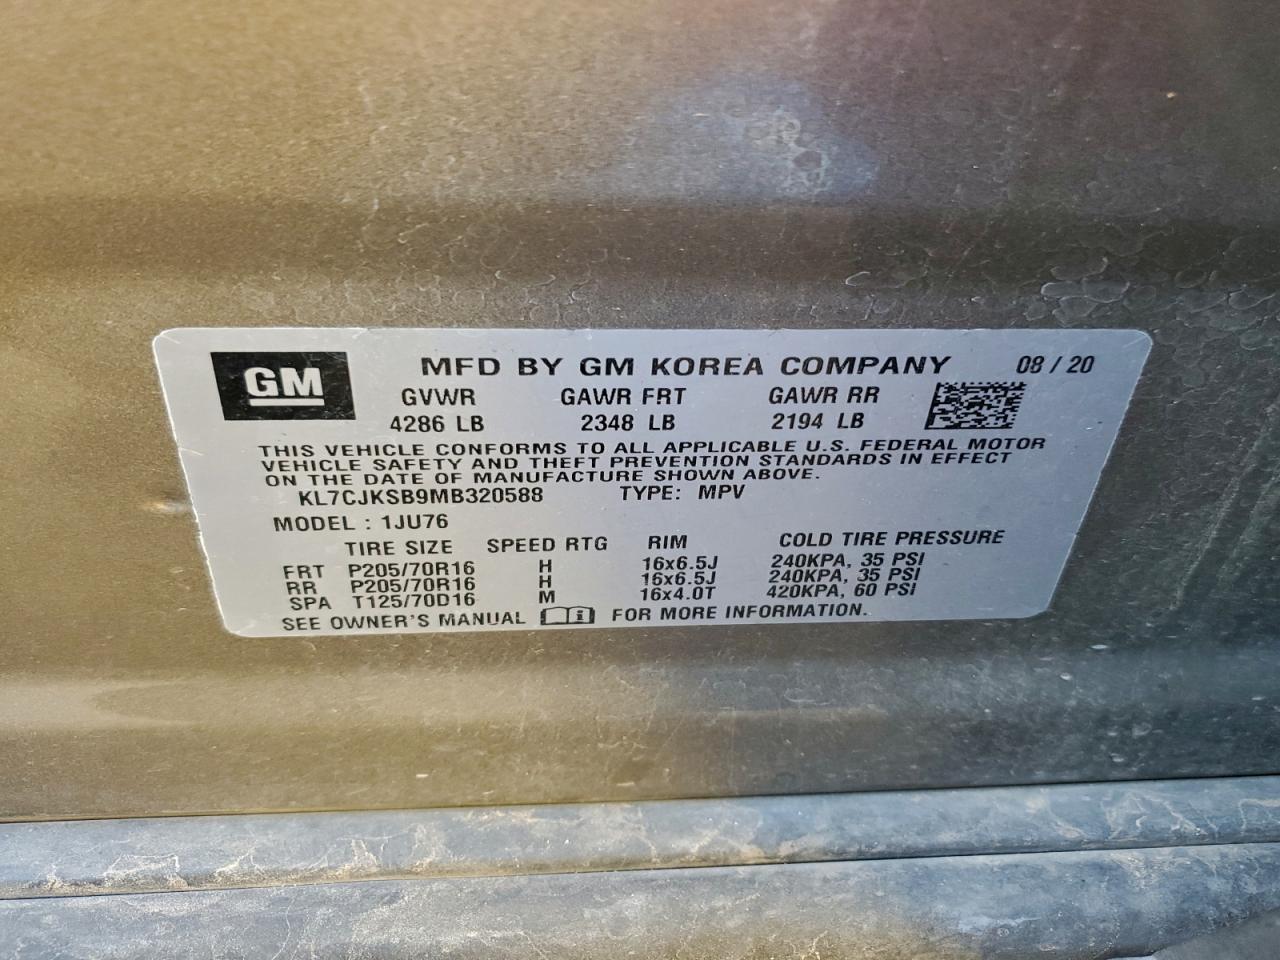 GM MFD BY GM KOREA COMPANY 08 / 20
GVWR GAWR FRT GAWR RR
4286 LB 2348 LB 2194 LB
THIS VEHICLE CONFORMS TO ALL APPLICABLE U.S. FEDERAL MOTOR
VEHICLE SAFETY AND THEFT PREVENTION STANDARDS IN EFFECT
ON THE DATE OF MANUFACTURE SHOWN ABOVE.
KL7CJKSB9MB320588 TYPE: MPV
MODEL : 1JU76
TIRE SIZE SPEED RTG RIM COLD TIRE PRESSURE
FRT P205/70R16 H 16x6.5J 240KPA, 35 PSI
RR P205/70R16 H 16x6.5J 240KPA, 35 PSI
SPA T125/70D16 M 16x4.0T 420KPA, 60 PSI
SEE OWNER'S MANUAL i FOR MORE INFORMATION.